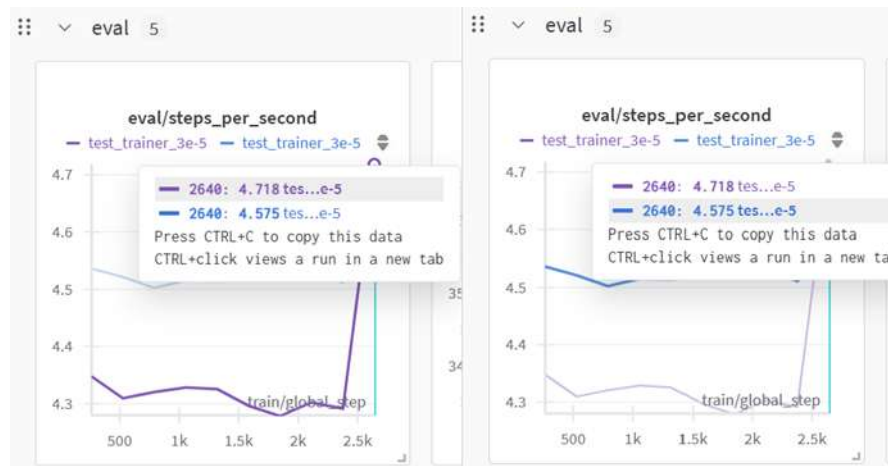 eval 5
eval/steps_per_second
test_trainer_3e-5 test_trainer_3e-5
4.7
2640: 4.718 tes...e-5
2640: 4.575 tes...e-5
Press CTRL+C to copy this data
CTRL+click views a run in a new tab
4.6
4.5
4.4
4.3
train/global_step
500 1k 1.5k 2k 2.5k
35
34
eval 5
eval/steps_per_second
test_trainer_3e-5 test_trainer_3e-5
4.7
2640: 4.718 tes...e-5
2640: 4.575 tes...e-5
Press CTRL+C to copy this data
CTRL+click views a run in a new ta
4.6
4.5
4.4
4.3
train/global_step
500 1k 1.5k 2k 2.5k